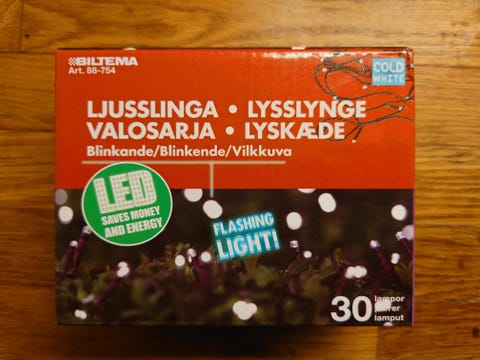 BILTEMA
Art. 88-754
COLD
WHITE
LJUSSLINGA • LYSSLYNGE
VALOSARJA • LYSKÆDE
Blinkande/Blinkende/Vilkkuva
LED
SAVES MONEY
AND ENERGY
FLASHING
LIGHT!
30
lampor
lamput